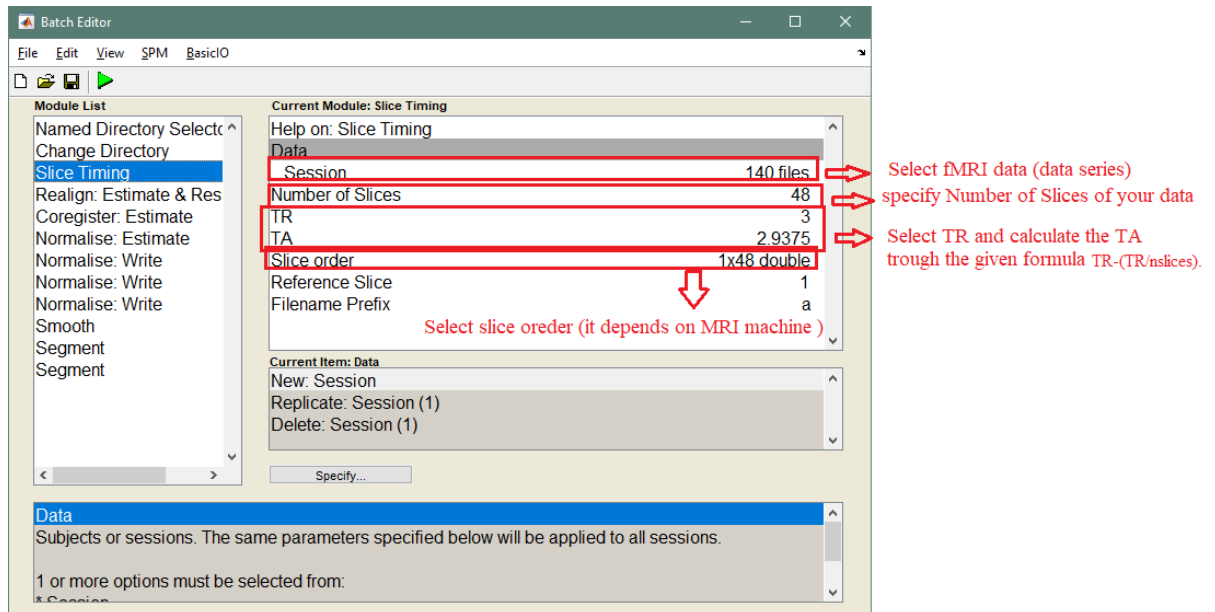 Batch Editor
File Edit View SPM BasicIO
Module List
Named Directory Selectc
Change Directory
Slice Timing
Realign: Estimate & Res
Coregister: Estimate
Normalise: Estimate
Normalise: Write
Normalise: Write
Normalise: Write
Smooth
Segment
Segment
Current Module: Slice Timing
Help on: Slice Timing
Data
Session 140 files
Number of Slices 48
TR 3
TA 2.9375
Slice order 1x48 double
Reference Slice 1
Filename Prefix a
Select slice oreder (it depends on MRI machine )
Select fMRI data (data series)
specify Number of Slices of your data
Select TR and calculate the TA
trough the given formula TR-(TR/nslices).
Current Item: Data
New: Session
Replicate: Session (1)
Delete: Session (1)
Specify...
Data
Subjects or sessions. The same parameters specified below will be applied to all sessions.
1 or more options must be selected from:
* Session